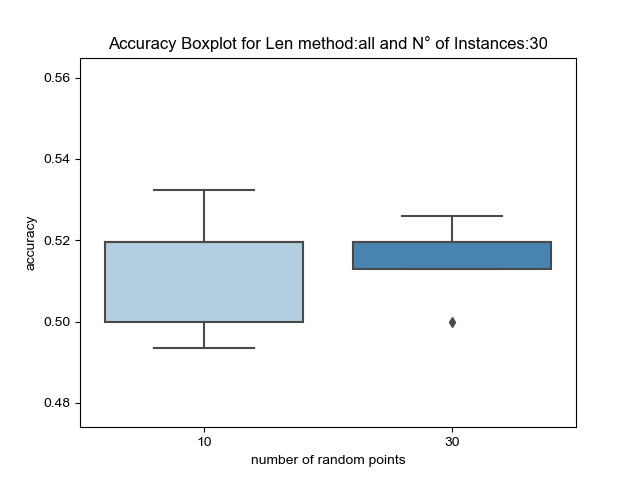 Accuracy Boxplot for Len method:all and N° of Instances:30
0.56
0.54
0.52
0.50
0.48
accuracy
10
30
number of random points